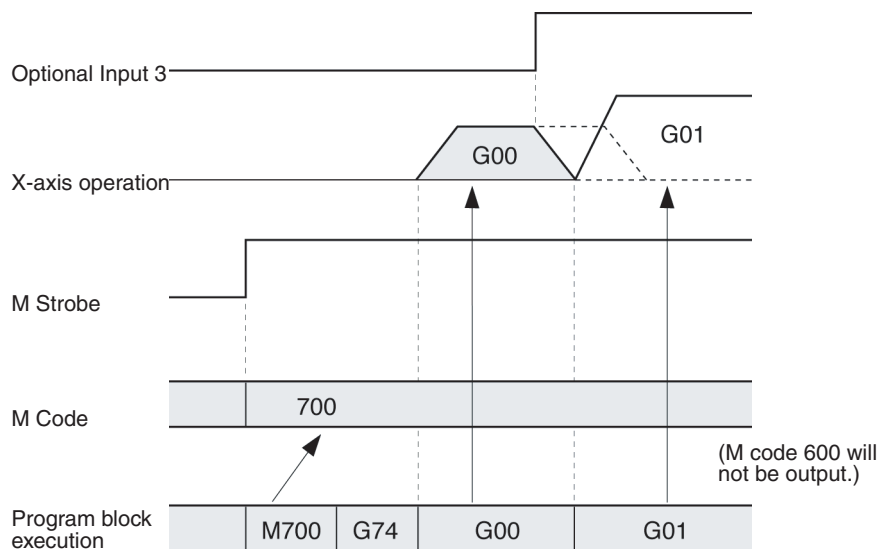 Optional Input 3
G00
G01
X-axis operation
M Strobe
M Code
700
(M code 600 will
not be output.)
Program block
execution
M700
G74
G00
G01